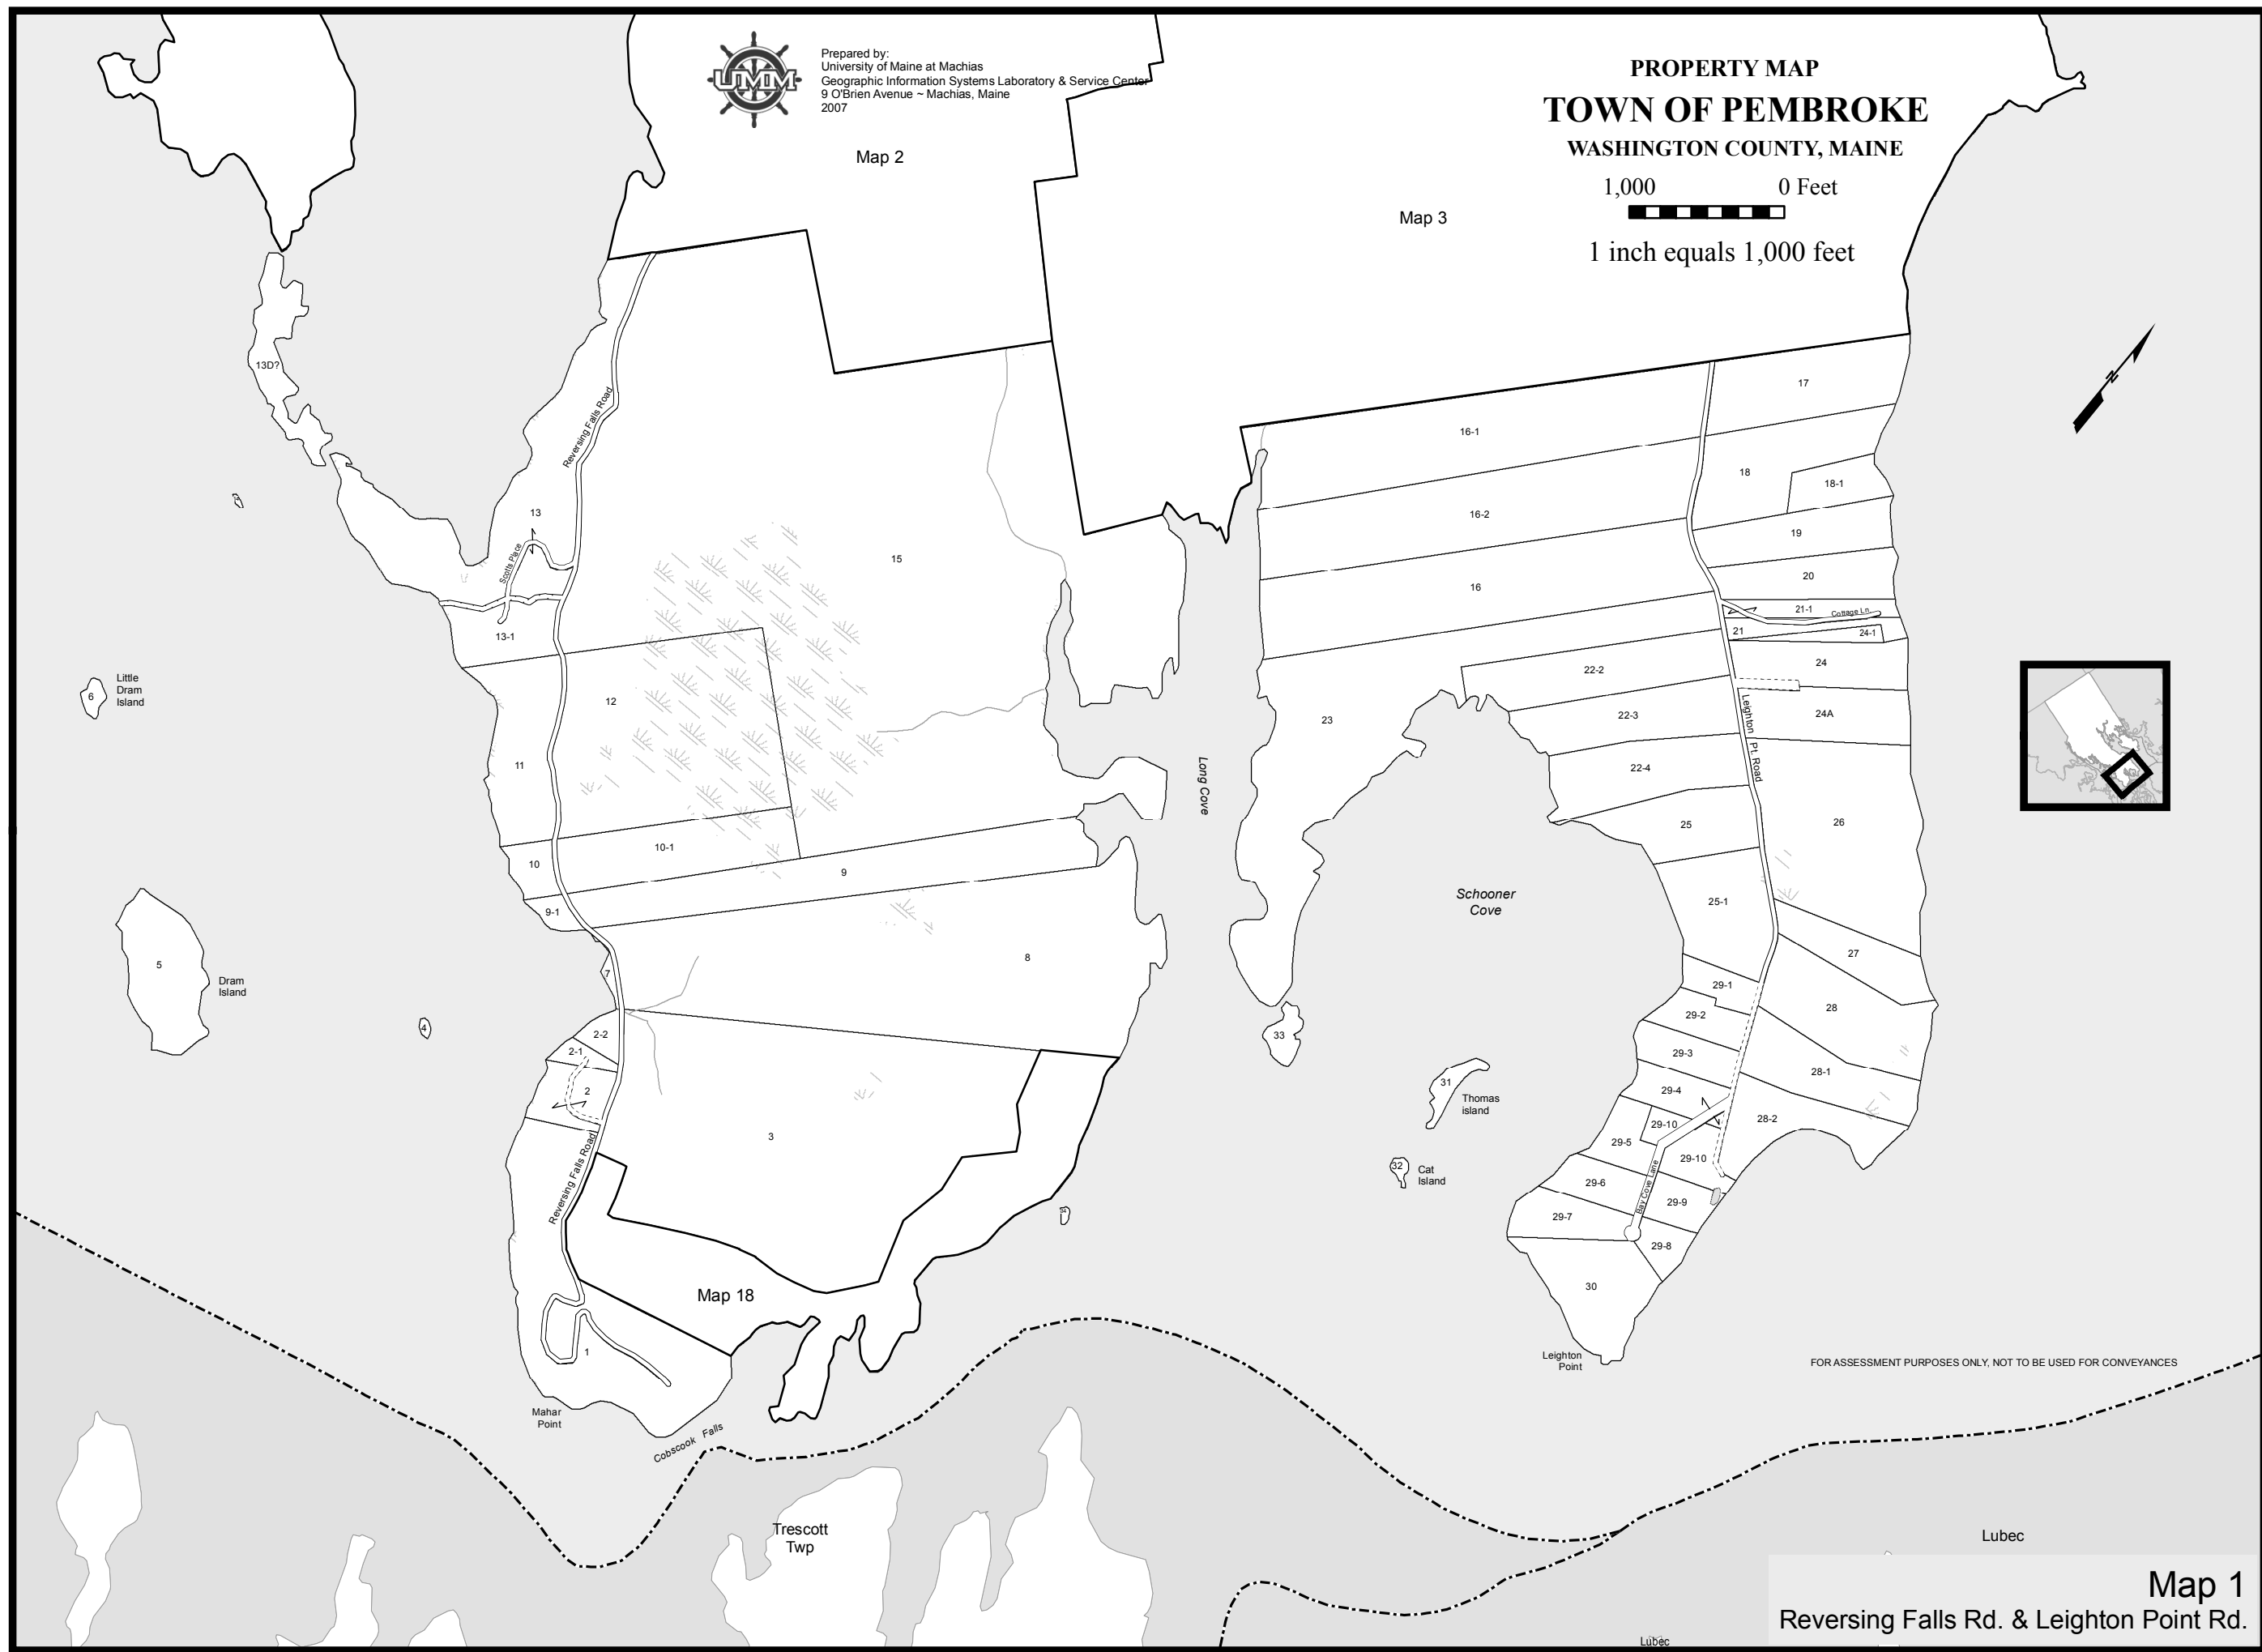 UMM
Prepared by:
University of Maine at Machias
Geographic Information Systems Laboratory & Service Center
9 O'Brien Avenue ~ Machias, Maine
2007
PROPERTY MAP
TOWN OF PEMBROKE
WASHINGTON COUNTY, MAINE
1,000 0 Feet
1 inch equals 1,000 feet
Map 2
Map 3
N
13D?
Reversing Falls Road
13
Scotts Place
13-1
15
12
11
10-1
10
9
9-1
8
7
6
Little
Dram
Island
5
Dram
Island
4
2-2
2-1
2
3
Reversing Falls Road
Map 18
1
Mahar
Point
Cobscook Falls
Long Cove
16-1
16-2
16
17
18
18-1
19
20
21-1
Cottage Ln
21
24-1
24
24A
22-2
22-3
22-4
23
Leighton Pt. Road
25
26
25-1
Schooner
Cove
27
28
28-1
28-2
29-1
29-2
29-3
29-4
29-10
29-5
29-10
29-6
29-9
29-7
29-8
Bay Cove Lane
30
33
31
Thomas
island
32
Cat
Island
Leighton
Point
FOR ASSESSMENT PURPOSES ONLY, NOT TO BE USED FOR CONVEYANCES
Trescott
Twp
Lubec
Lubec
Map 1
Reversing Falls Rd. & Leighton Point Rd.